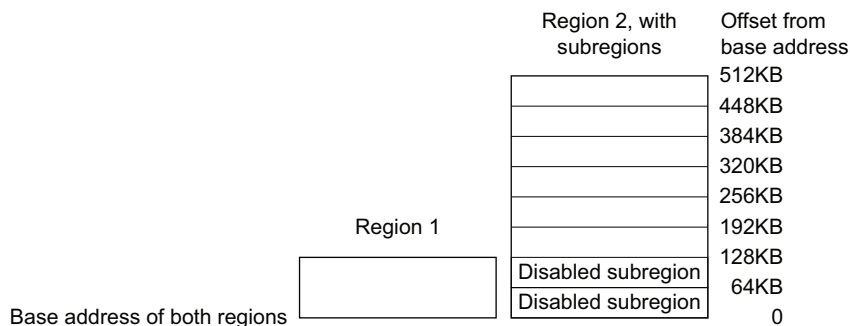 Region 2, with
subregions
Offset from
base address
512KB
448KB
384KB
320KB
256KB
192KB
Region 1
128KB
Disabled subregion
64KB
Disabled subregion
Base address of both regions
0